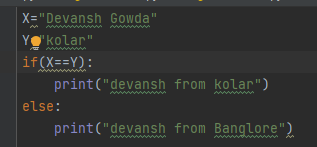 X="Devansh Gowda"
Y="kolar"
if(X==Y):
    print("devansh from kolar")
else:
    print("devansh from Banglore")